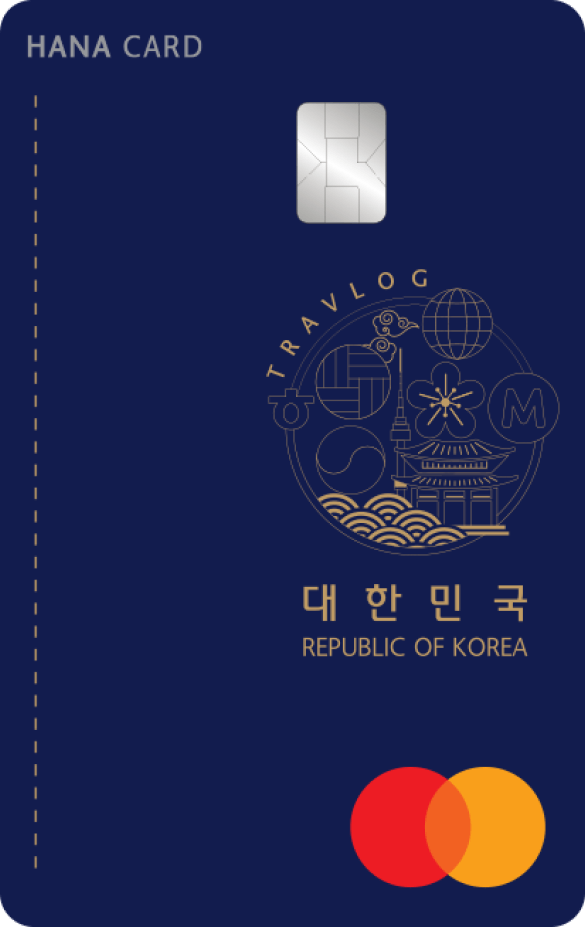 HANA CARD
TRAVLOG
ㅎ
M
대한민국
REPUBLIC OF KOREA